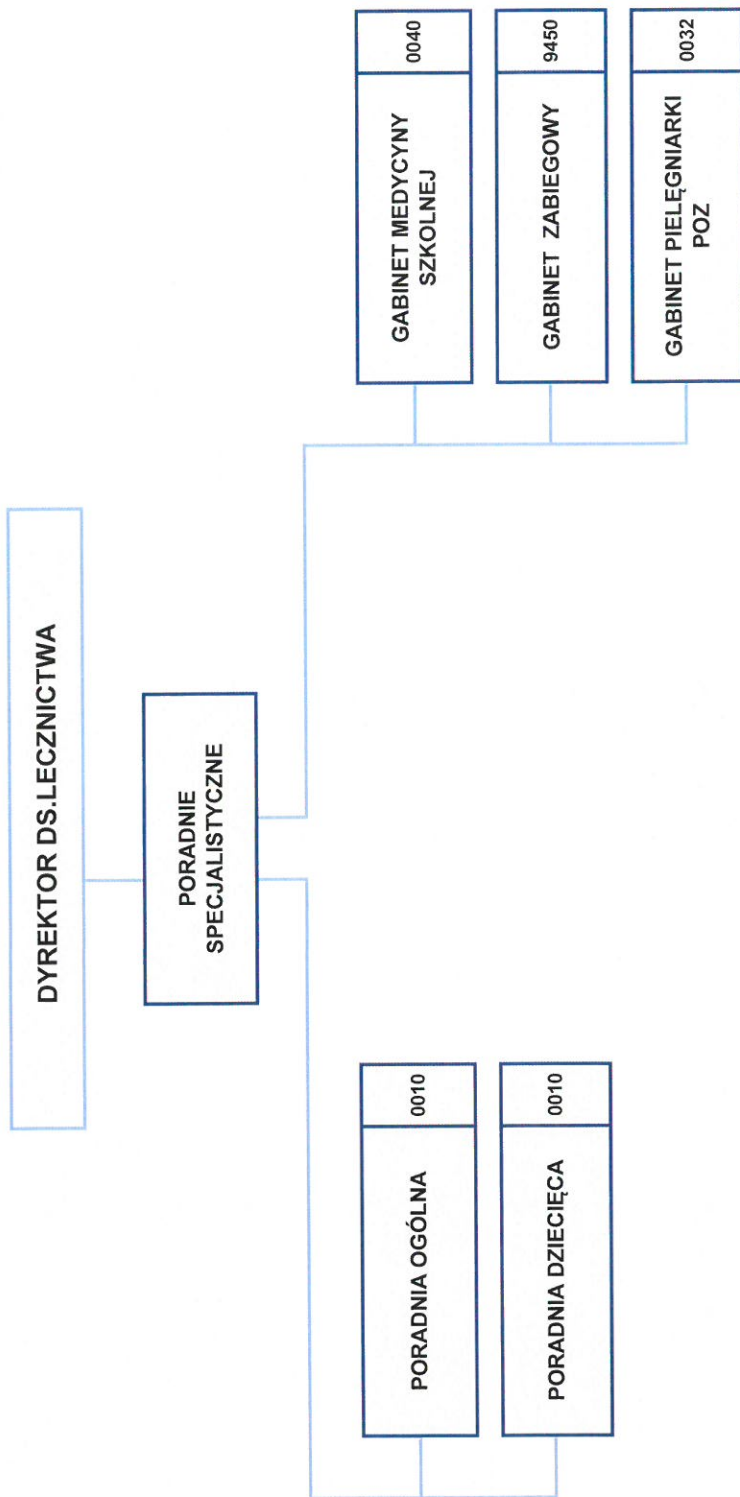 DYREKTOR DS.LECZNICTWA
PORADNIE
SPECJALISTYCZNE
PORADNIA OGÓLNA
0010
PORADNIA DZIECIĘCA
0010
GABINET MEDYCYNY
SZKOLNEJ
0040
GABINET ZABIEGOWY
9450
GABINET PIELĘGNIARKI
POZ
0032